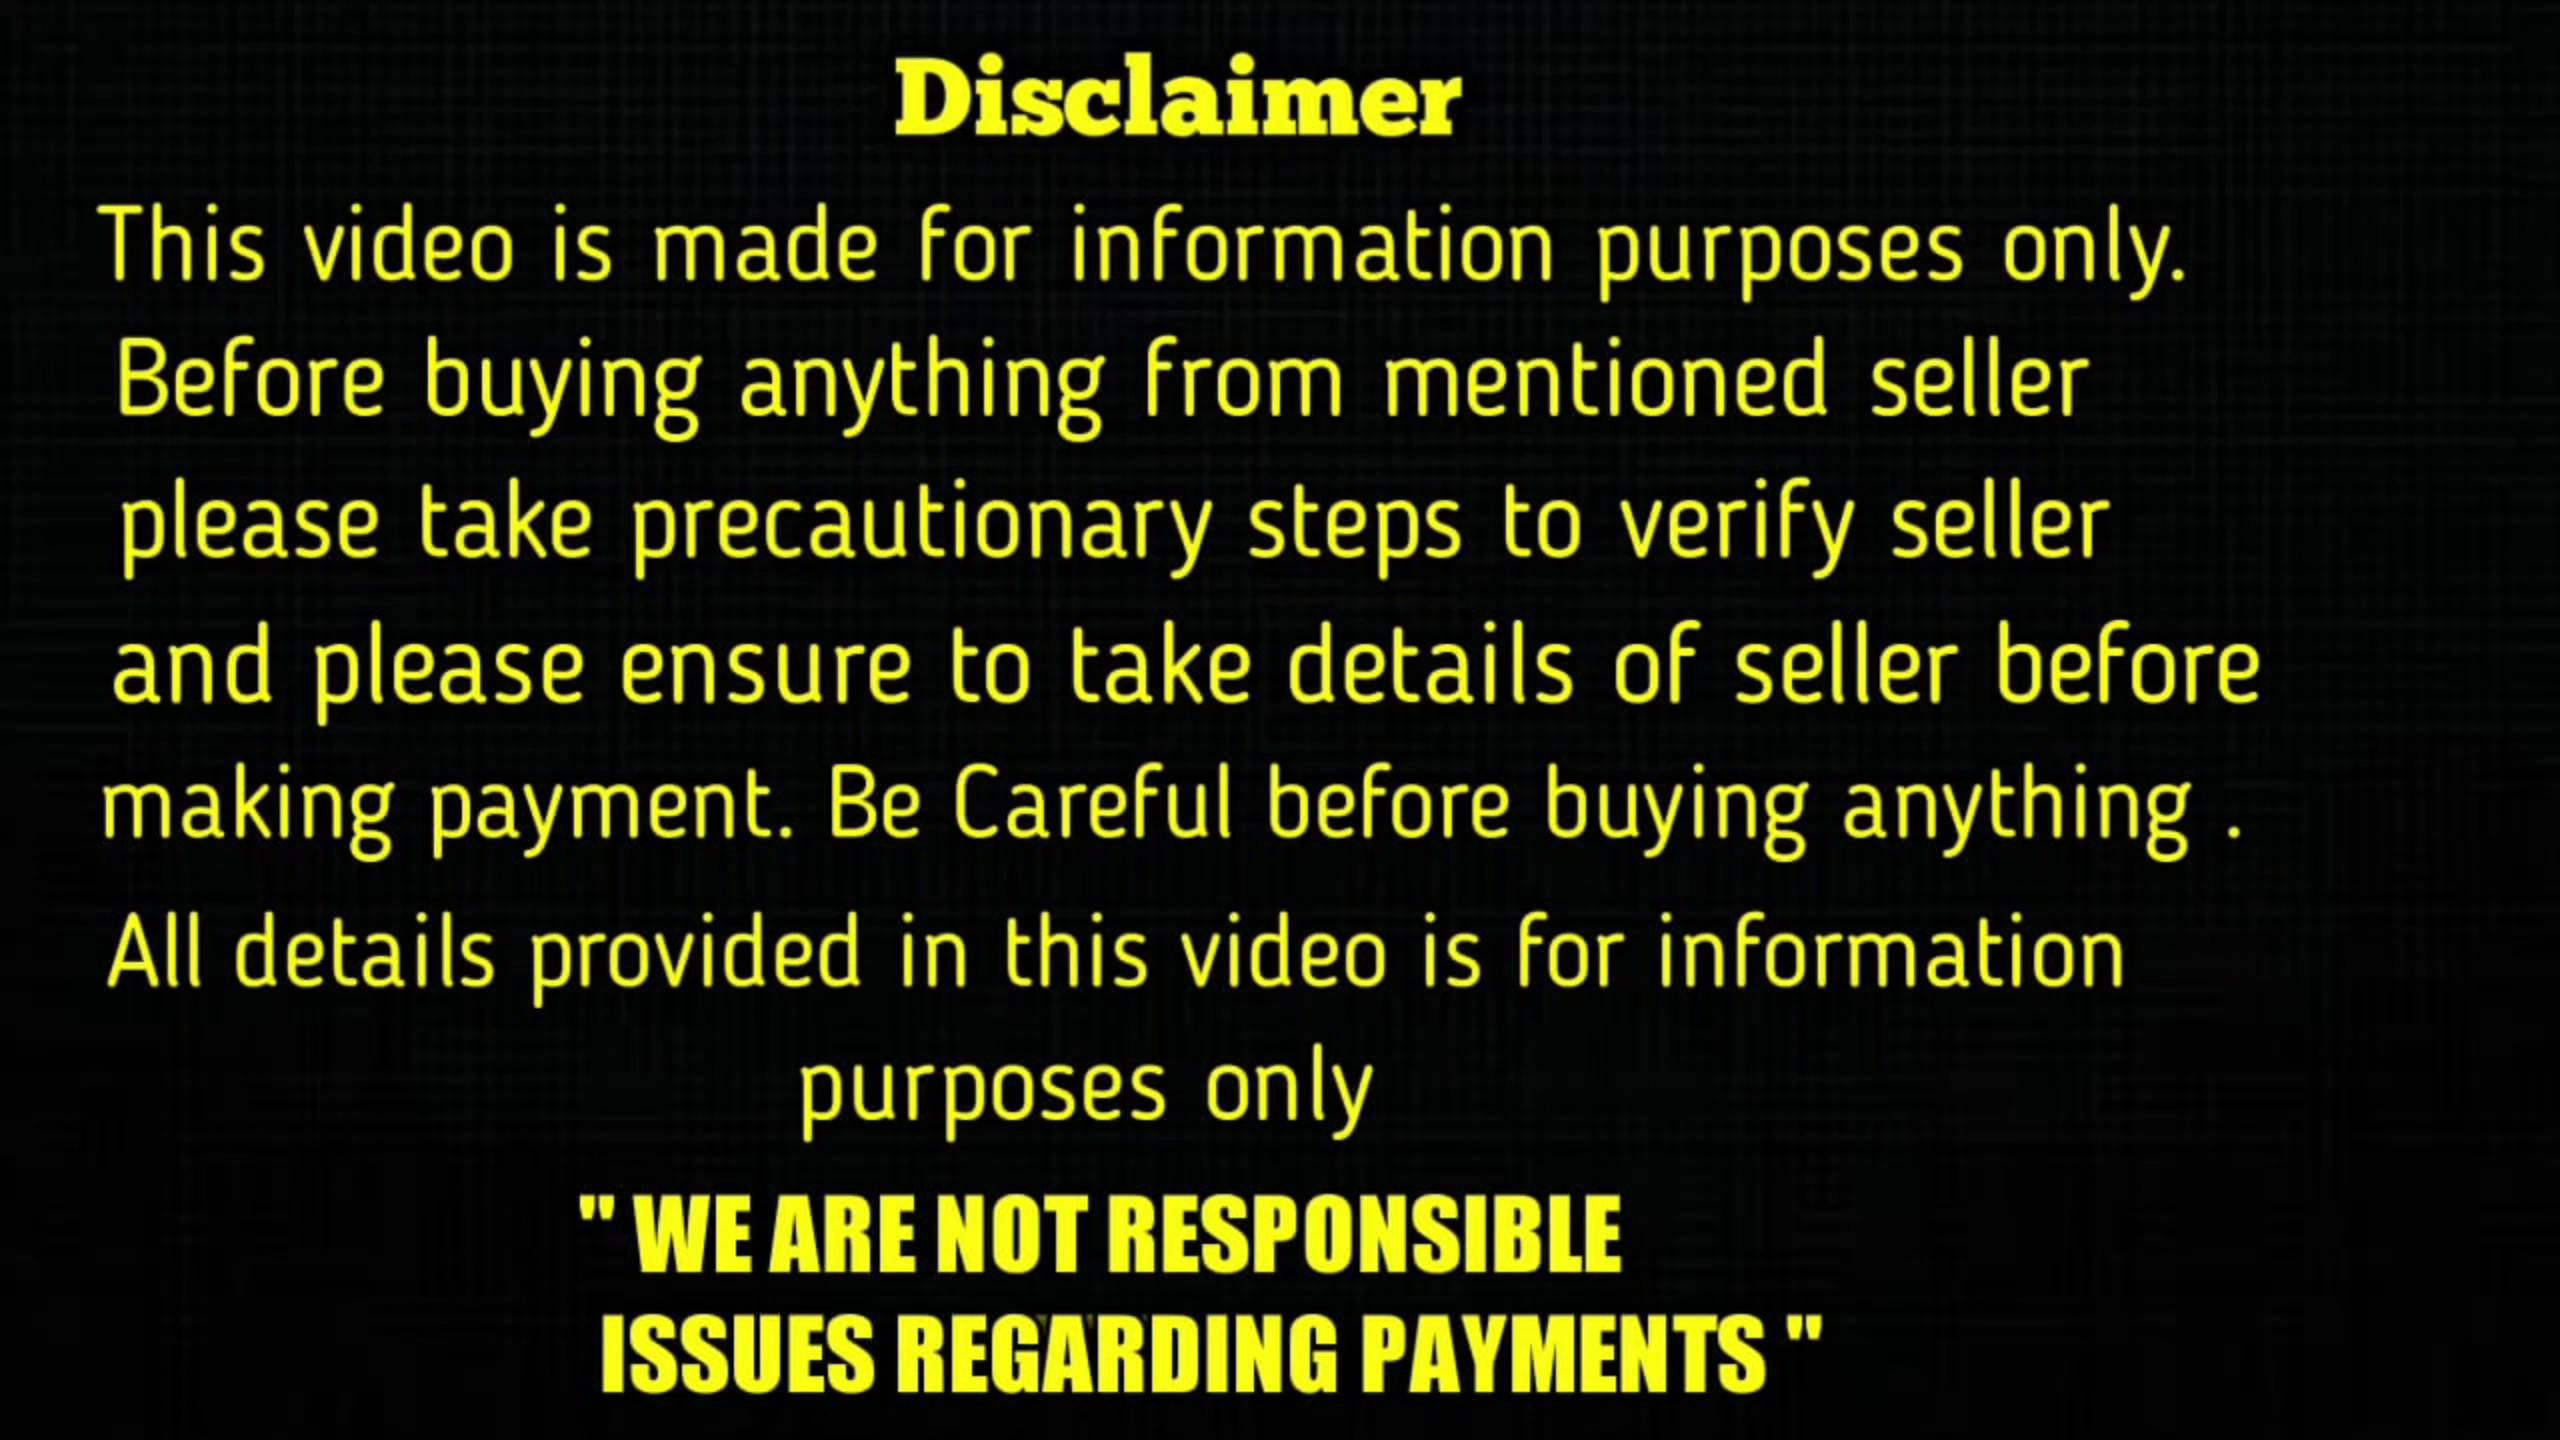 Disclaimer
This video is made for information purposes only.
Before buying anything from mentioned seller
please take precautionary steps to verify seller
and please ensure to take details of seller before
making payment. Be Careful before buying anything .
All details provided in this video is for information
purposes only
" WE ARE NOT RESPONSIBLE
ISSUES REGARDING PAYMENTS "